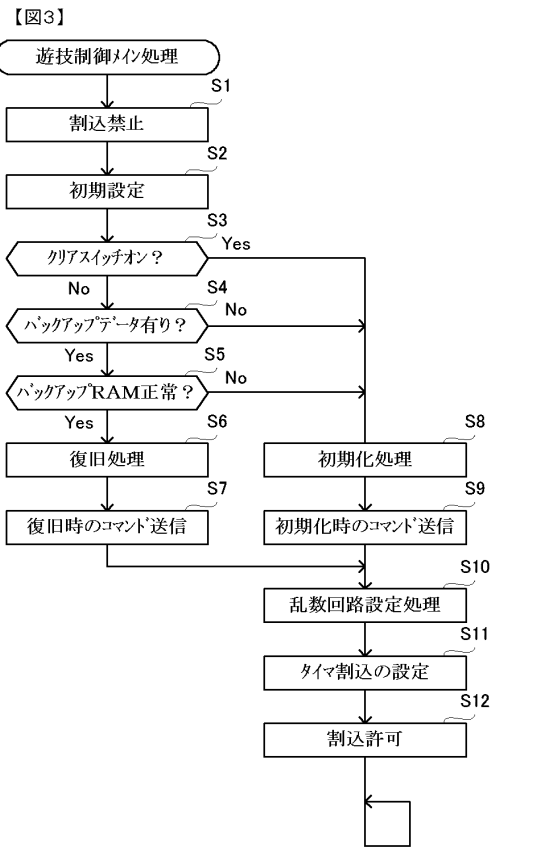 【図3】
遊技制御ﾒｲﾝ処理
S1
割込禁止
S2
初期設定
S3
ｸﾘｱｽｲｯﾁｵﾝ？
Yes
No
S4
ﾊﾞｯｸｱｯﾌﾟﾃﾞｰﾀ有り？
No
Yes
S5
ﾊﾞｯｸｱｯﾌﾟRAM正常？
No
Yes
S6
復旧処理
S8
初期化処理
S7
復旧時のｺﾏﾝﾄﾞ送信
S9
初期化時のｺﾏﾝﾄﾞ送信
S10
乱数回路設定処理
S11
ﾀｲﾏ割込の設定
S12
割込許可